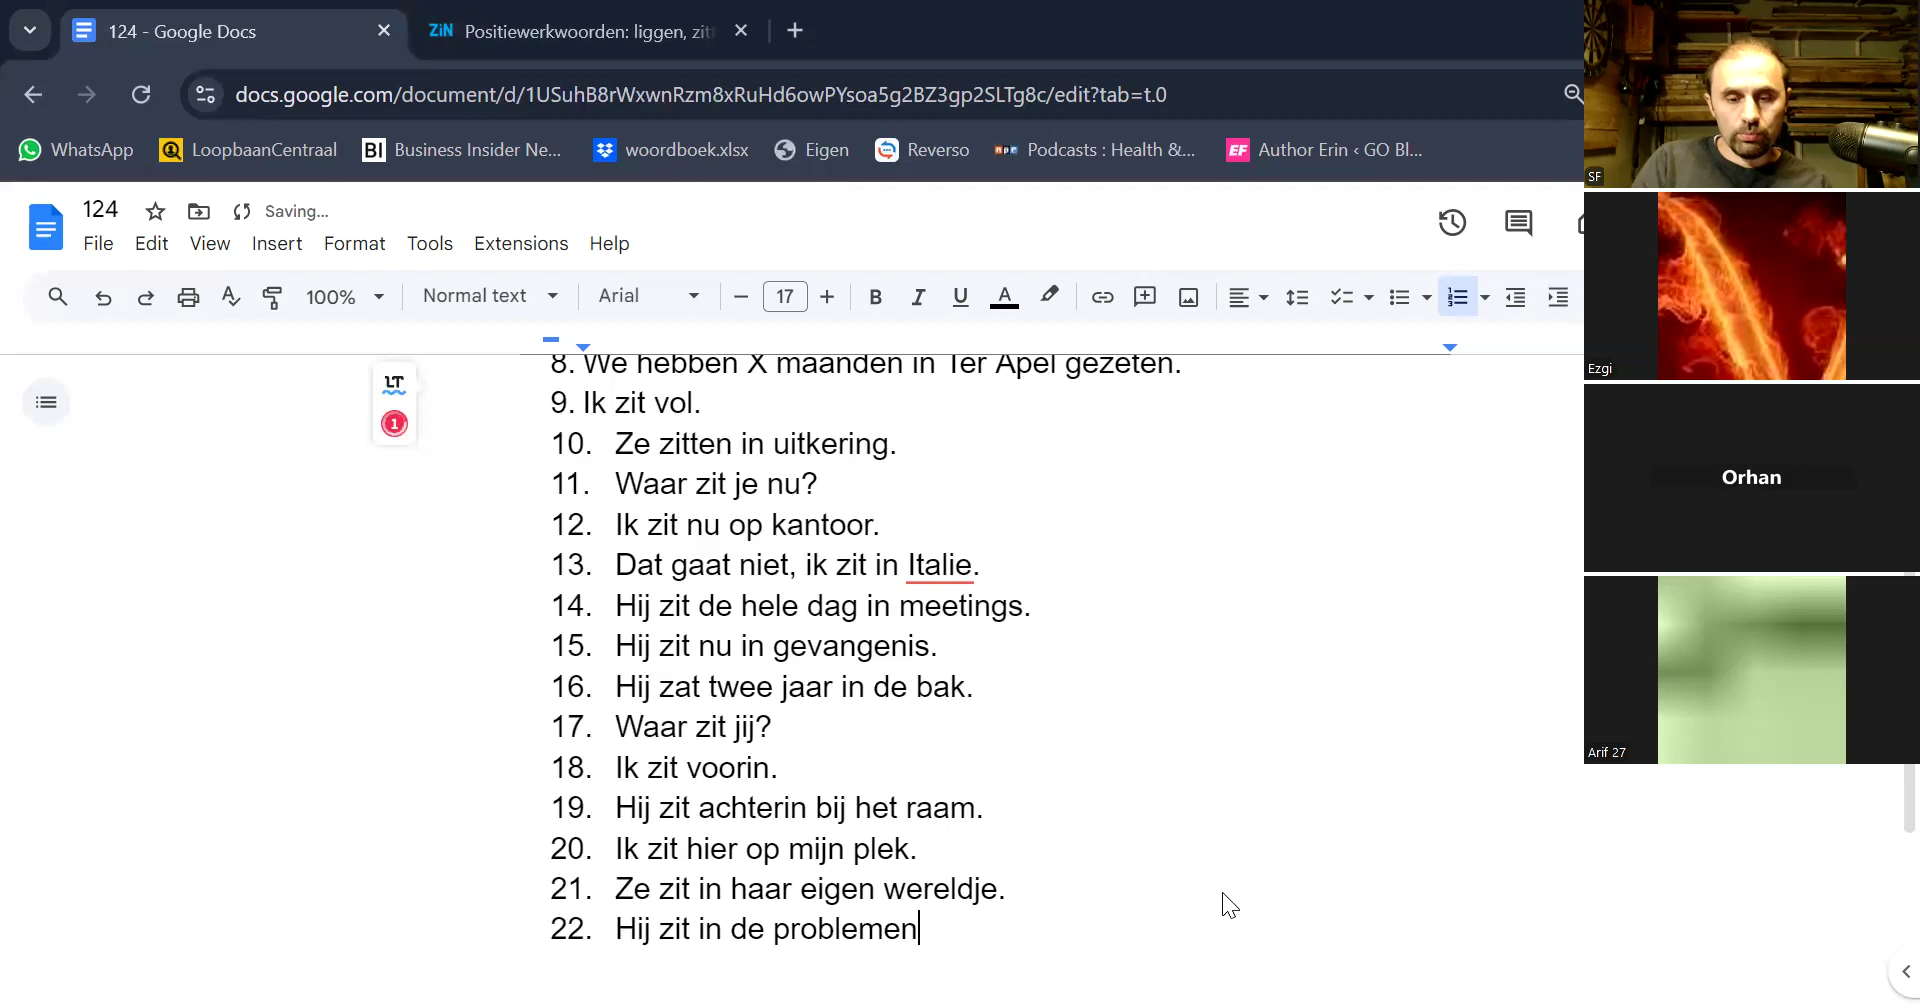 124 - Google Docs
ZiN Positiewerkwoorden: liggen, zit
docs.google.com/document/d/1USuhB8rWxwnRzm8xRuHd6owPYsoa5g2BZ3gp2SLTg8c/edit?tab=t.0
WhatsApp LoopbaanCentraal BI Business Insider Ne... woordboek.xlsx Eigen Reverso npr Podcasts : Health &... EF Author Erin ‹ GO Bl...
124 Saving...
File Edit View Insert Format Tools Extensions Help
100% Normal text Arial 17 B I U A
LT
1
8. We hebben X maanden in Ter Apel gezeten.
9. Ik zit vol.
10. Ze zitten in uitkering.
11. Waar zit je nu?
12. Ik zit nu op kantoor.
13. Dat gaat niet, ik zit in Italie.
14. Hij zit de hele dag in meetings.
15. Hij zit nu in gevangenis.
16. Hij zat twee jaar in de bak.
17. Waar zit jij?
18. Ik zit voorin.
19. Hij zit achterin bij het raam.
20. Ik zit hier op mijn plek.
21. Ze zit in haar eigen wereldje.
22. Hij zit in de problemen
SF
Ezgi
Orhan
Arif 27